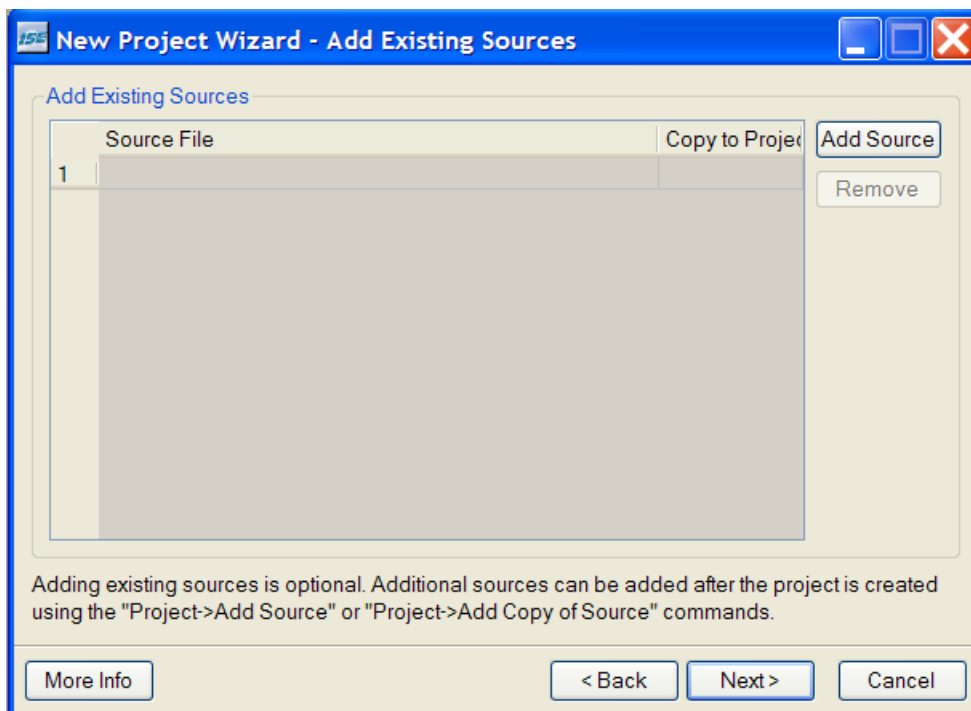 ISE New Project Wizard - Add Existing Sources
Add Existing Sources
Source File Copy to Projec Add Source
1
Remove
Adding existing sources is optional. Additional sources can be added after the project is created
using the "Project->Add Source" or "Project->Add Copy of Source" commands.
More Info < Back Next > Cancel